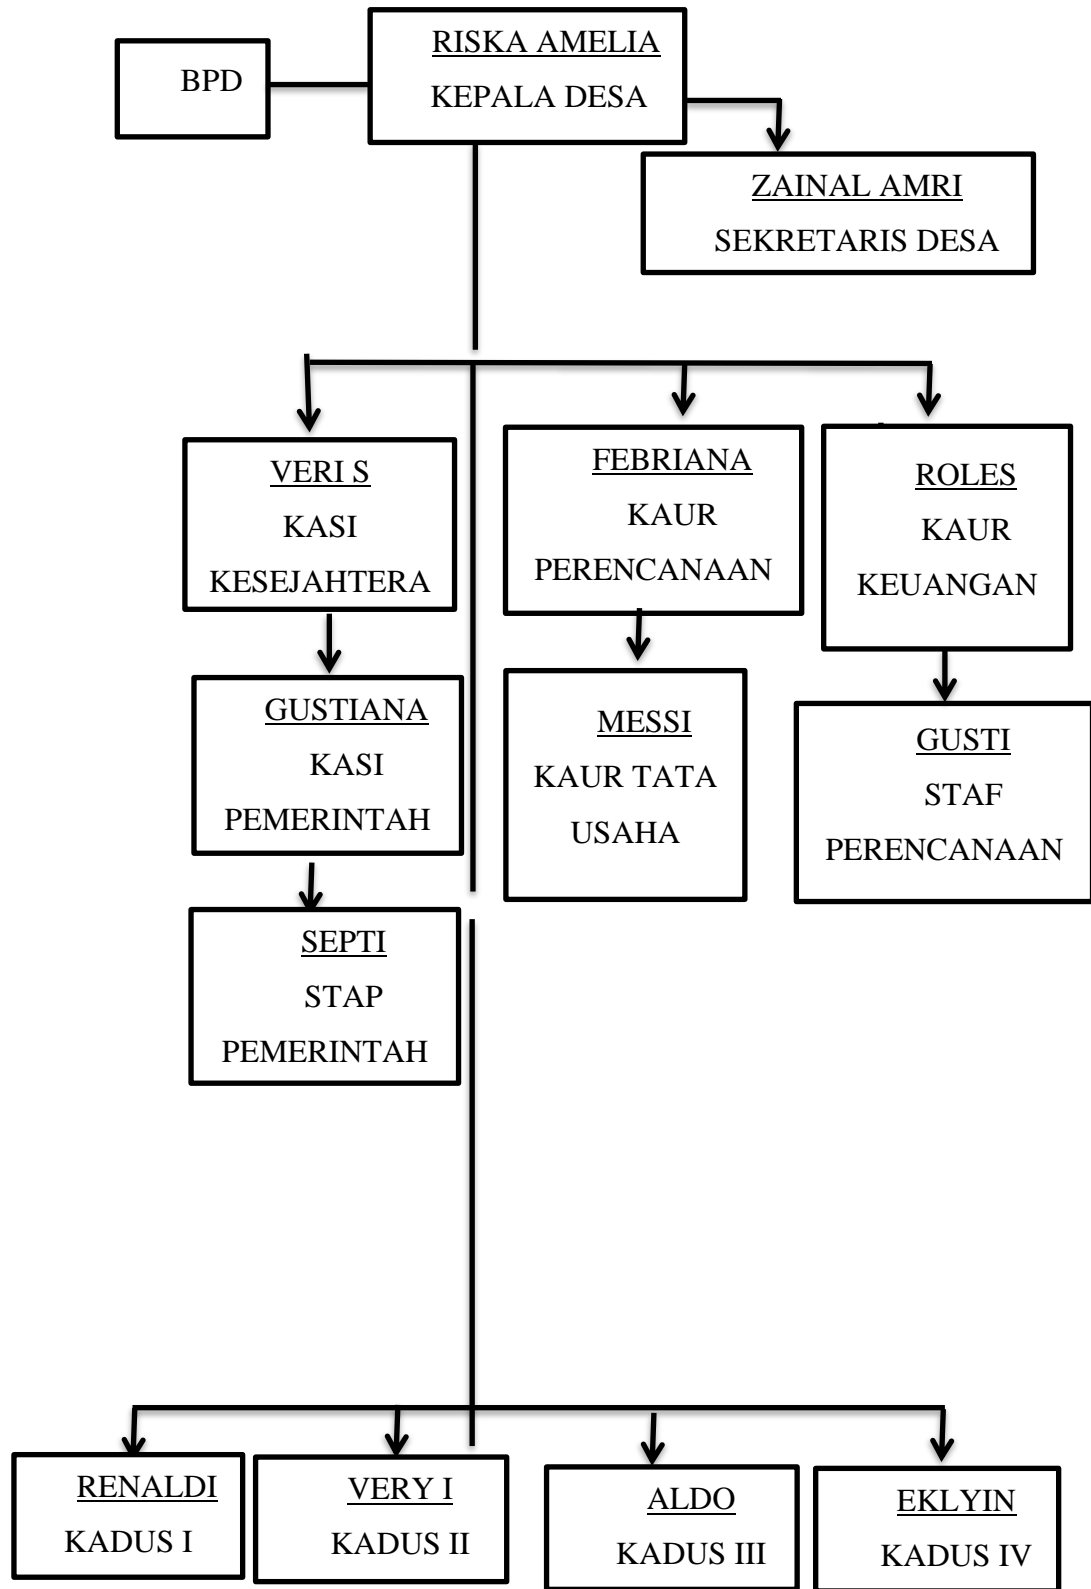 BPD
RISKA AMELIA
KEPALA DESA
ZAINAL AMRI
SEKRETARIS DESA
VERI S
KASI
KESEJAHTERA
FEBRIANA
KAUR
PERENCANAAN
ROLES
KAUR
KEUANGAN
GUSTIANA
KASI
PEMERINTAH
MESSI
KAUR TATA
USAHA
GUSTI
STAF
PERENCANAAN
SEPTI
STAP
PEMERINTAH
RENALDI
KADUS I
VERY I
KADUS II
ALDO
KADUS III
EKLYIN
KADUS IV